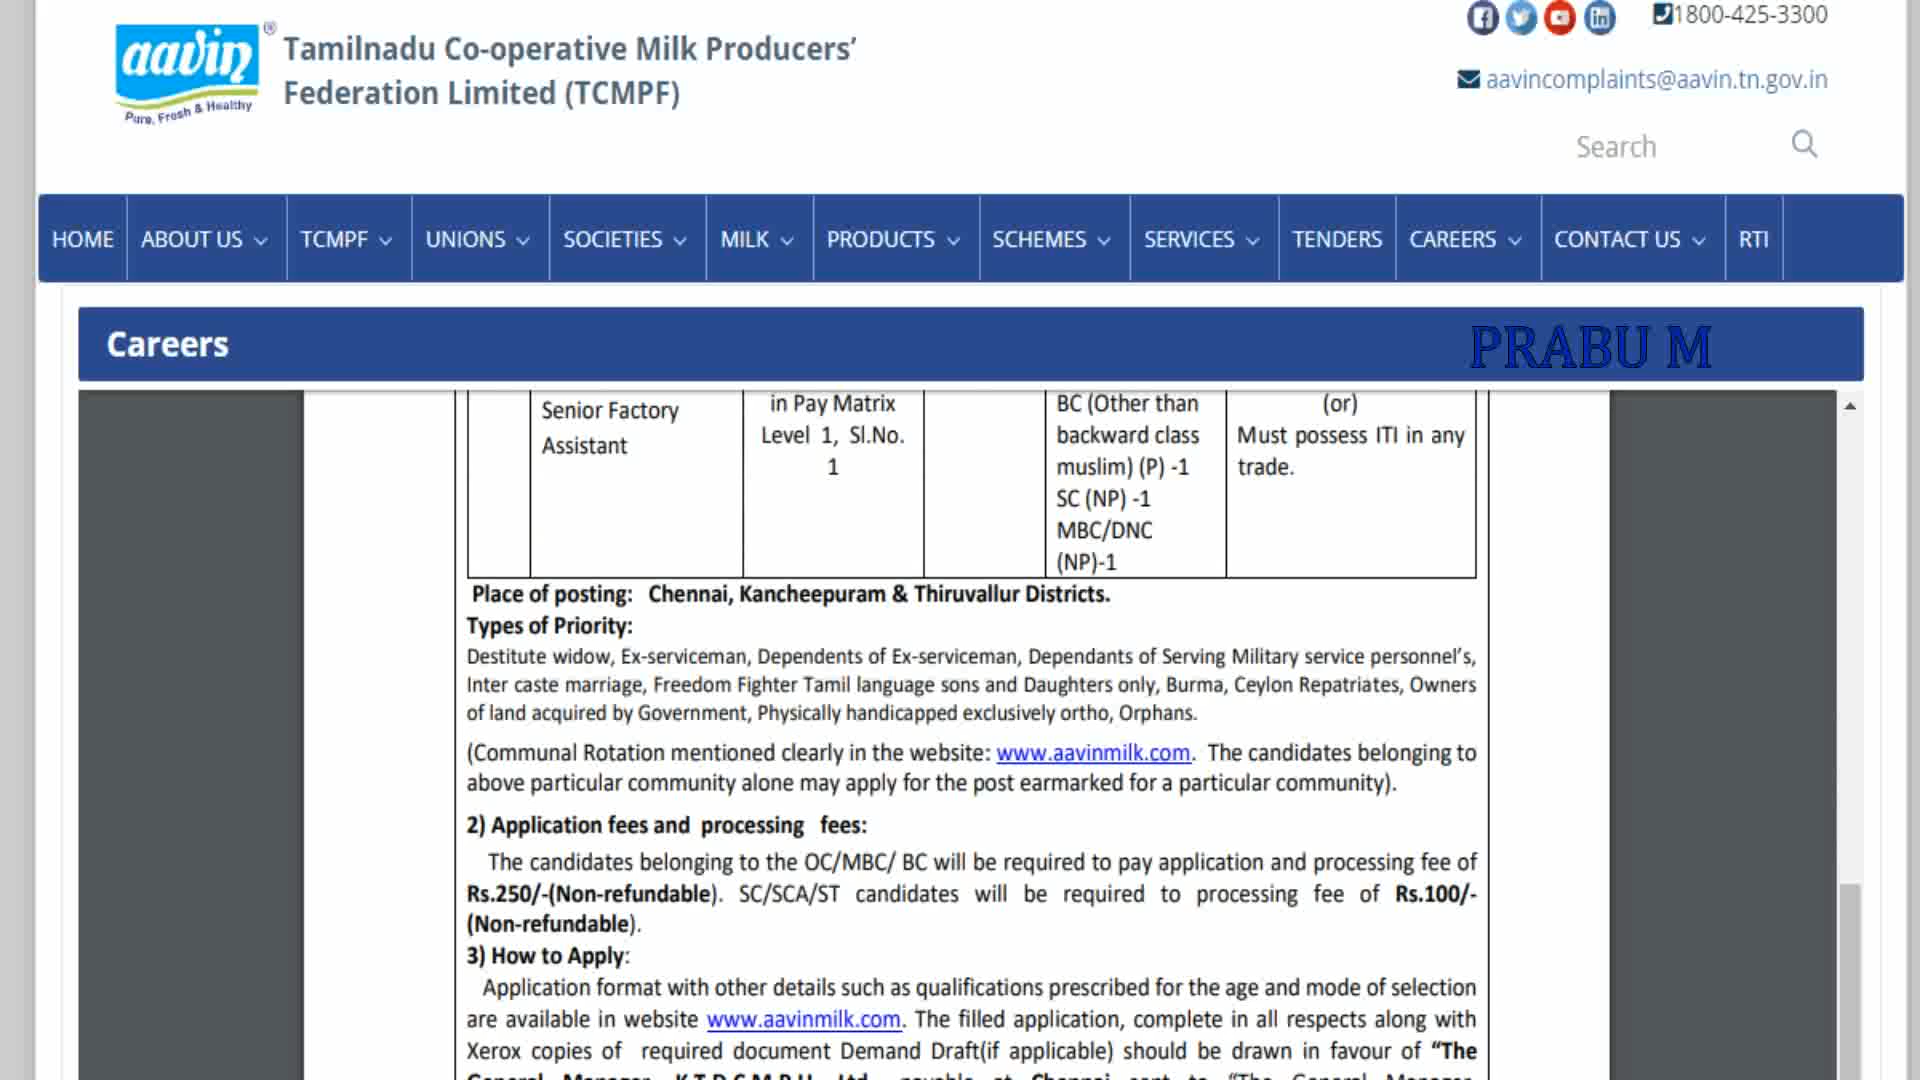 aavin ®
Pure, Fresh & Healthy
Tamilnadu Co-operative Milk Producers’
Federation Limited (TCMPF)
1800-425-3300
aavincomplaints@aavin.tn.gov.in
Search
HOME ABOUT US TCMPF UNIONS SOCIETIES MILK PRODUCTS SCHEMES SERVICES TENDERS CAREERS CONTACT US RTI
Careers
PRABU M
Senior Factory
Assistant
in Pay Matrix
Level 1, Sl.No.
1
BC (Other than
backward class
muslim) (P) -1
SC (NP) -1
MBC/DNC
(NP)-1
(or)
Must possess ITI in any
trade.
Place of posting: Chennai, Kancheepuram & Thiruvallur Districts.
Types of Priority:
Destitute widow, Ex-serviceman, Dependents of Ex-serviceman, Dependants of Serving Military service personnel’s,
Inter caste marriage, Freedom Fighter Tamil language sons and Daughters only, Burma, Ceylon Repatriates, Owners
of land acquired by Government, Physically handicapped exclusively ortho, Orphans.
(Communal Rotation mentioned clearly in the website: www.aavinmilk.com. The candidates belonging to
above particular community alone may apply for the post earmarked for a particular community).
2) Application fees and processing fees:
The candidates belonging to the OC/MBC/ BC will be required to pay application and processing fee of
Rs.250/-(Non-refundable). SC/SCA/ST candidates will be required to processing fee of Rs.100/-
(Non-refundable).
3) How to Apply:
Application format with other details such as qualifications prescribed for the age and mode of selection
are available in website www.aavinmilk.com. The filled application, complete in all respects along with
Xerox copies of required document Demand Draft(if applicable) should be drawn in favour of “The
General Manager, K.T.D.C.M.P.U. Ltd., payable at Chennai sent to “The General Manager,